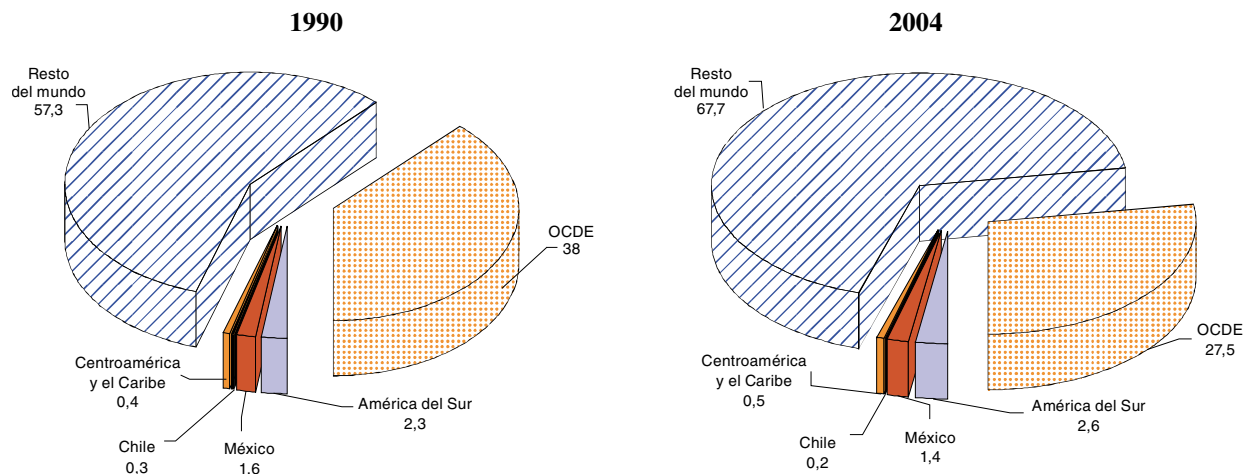 1990
Resto
del mundo
57,3
OCDE
38
Centroamérica
y el Caribe
0,4
América del Sur
2,3
Chile
0.3
México
1.6
2004
Resto
del mundo
67,7
OCDE
27,5
Centroamérica
y el Caribe
0,5
América del Sur
2,6
Chile
0,2
México
1,4